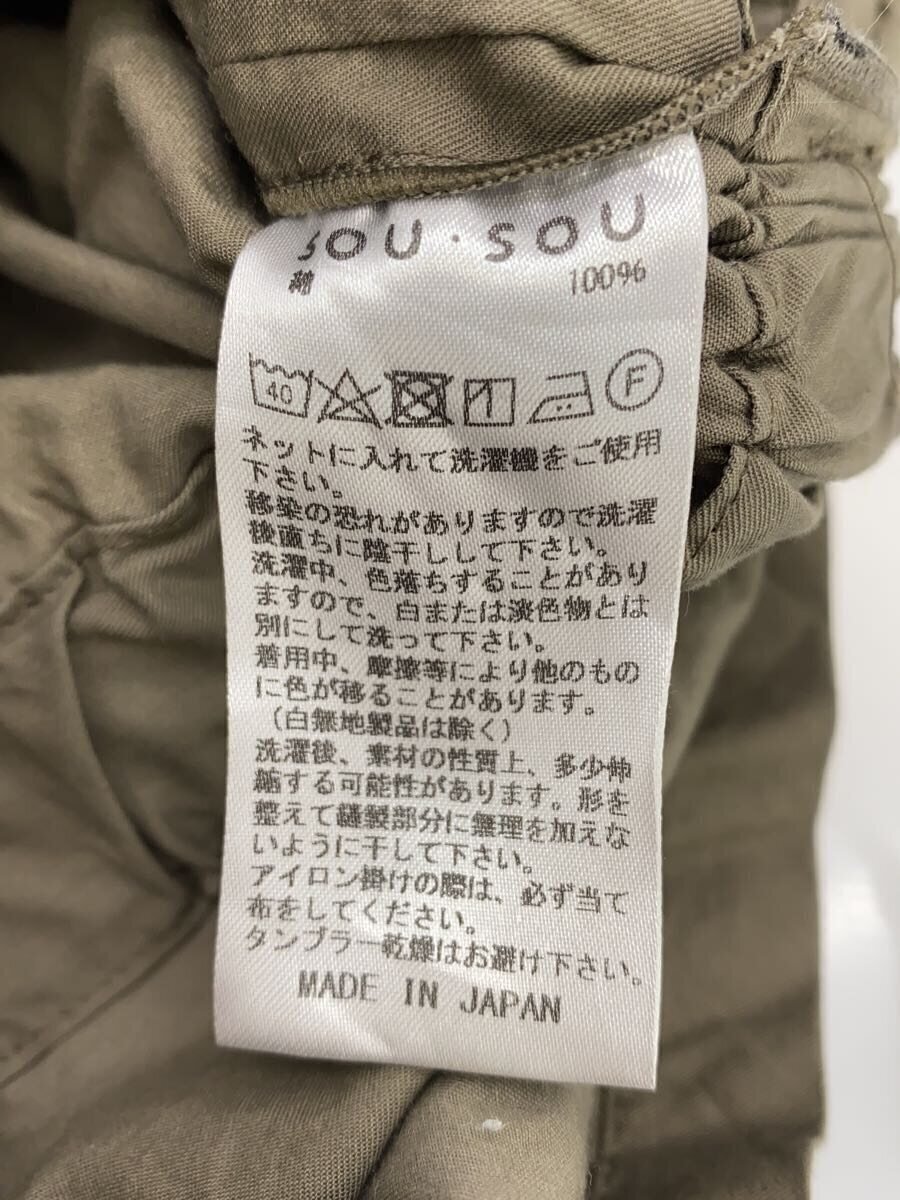 SOU・SOU
10096
40
F
ネットに入れて洗濯機をご使用
下さい。
移染の恐れがありますので洗濯
後直ちに陰干しして下さい。
洗濯中、色落ちすることがあり
ますので、白または淡色物とは
別にして洗って下さい。
着用中、摩擦等により他のもの
に色が移ることがあります。
（白無地製品は除く）
洗濯後、素材の性質上、多少伸
縮する可能性があります。形を
整えて縫製部分に無理を加えな
いように干して下さい。
アイロン掛けの際は、必ず当て
布をしてください。
タンブラー乾燥はお避け下さい。
MADE IN JAPAN